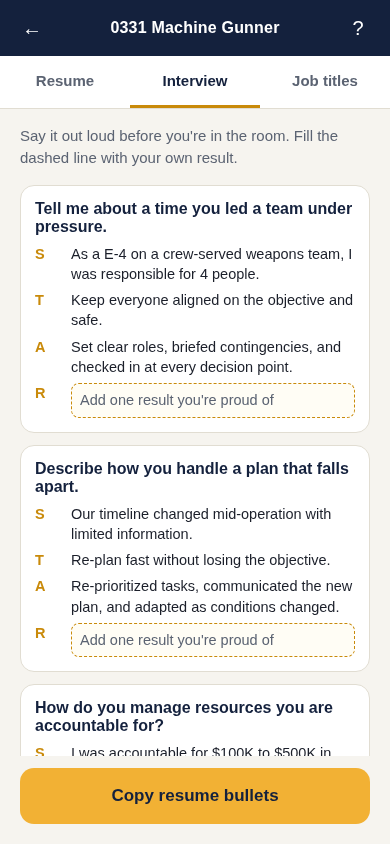 ← 0331 Machine Gunner ?
Resume Interview Job titles
Say it out loud before you're in the room. Fill the
dashed line with your own result.
Tell me about a time you led a team under
pressure.
S As a E-4 on a crew-served weapons team, I
was responsible for 4 people.
T Keep everyone aligned on the objective and
safe.
A Set clear roles, briefed contingencies, and
checked in at every decision point.
R Add one result you're proud of
Describe how you handle a plan that falls
apart.
S Our timeline changed mid-operation with
limited information.
T Re-plan fast without losing the objective.
A Re-prioritized tasks, communicated the new
plan, and adapted as conditions changed.
R Add one result you're proud of
How do you manage resources you are
accountable for?
S I was accountable for $100K to $500K in
Copy resume bullets